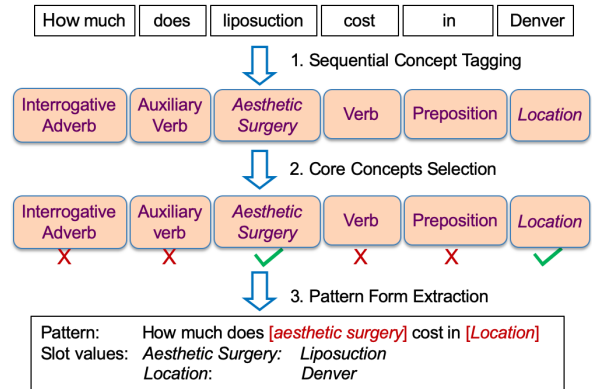 How much does liposuction cost in Denver
1. Sequential Concept Tagging
Interrogative Adverb Auxiliary Verb Aesthetic Surgery Verb Preposition Location
2. Core Concepts Selection
Interrogative Adverb Auxiliary verb Aesthetic Surgery Verb Preposition Location
X X X X
3. Pattern Form Extraction
Pattern: How much does [aesthetic surgery] cost in [Location]
Slot values: Aesthetic Surgery: Liposuction
Location: Denver